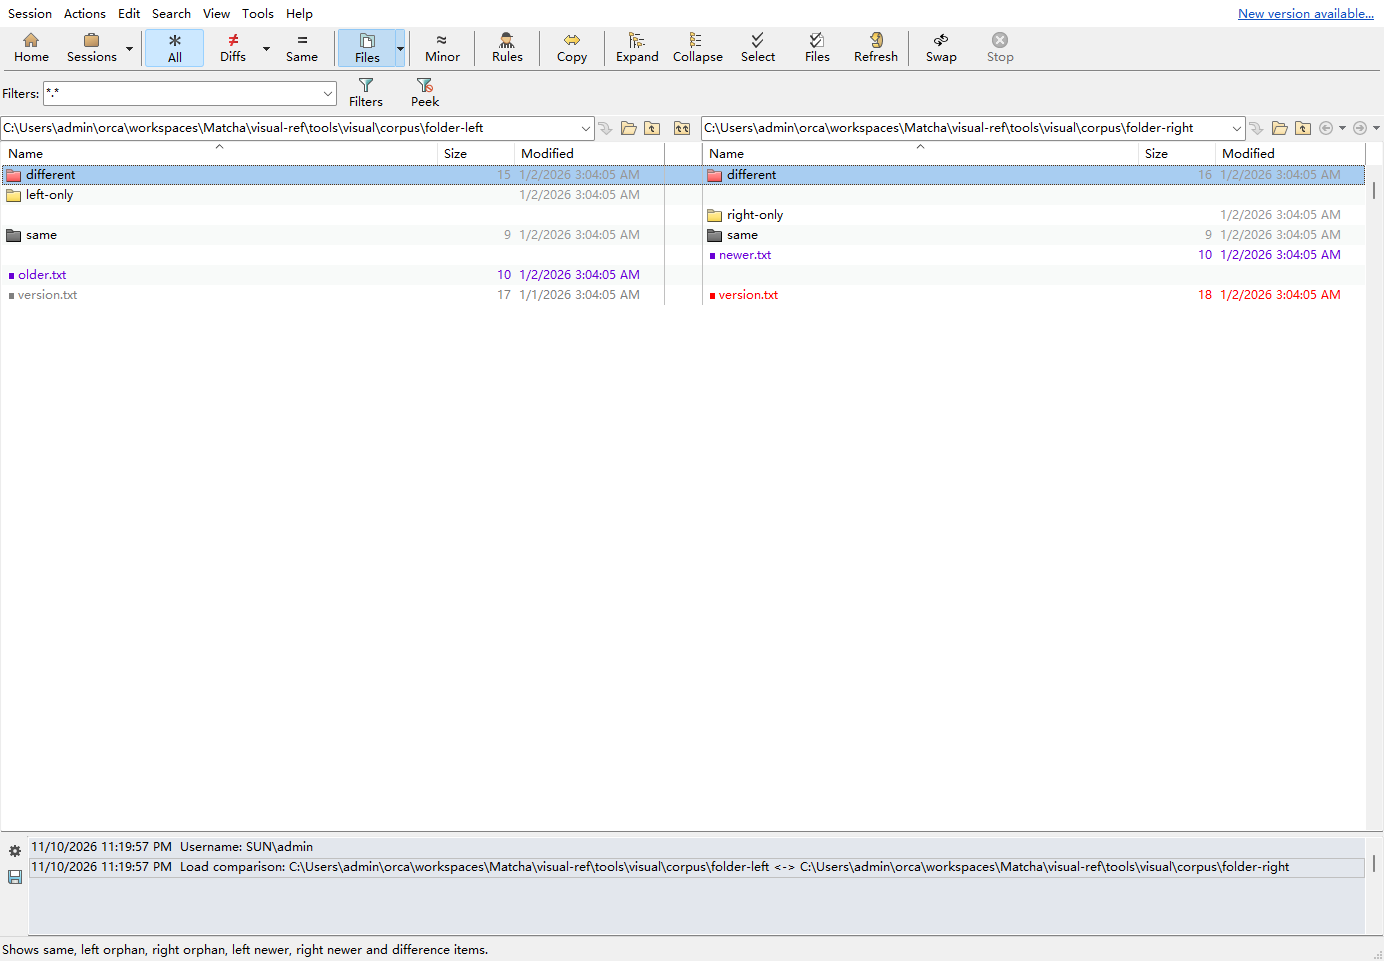 Session Actions Edit Search View Tools Help New version available...
Home Sessions All Diffs Same Files Minor Rules Copy Expand Collapse Select Files Refresh Swap Stop
Filters: *.* Filters Peek
C:\Users\admin\orca\workspaces\Matcha\visual-ref\tools\visual\corpus\folder-left C:\Users\admin\orca\workspaces\Matcha\visual-ref\tools\visual\corpus\folder-right
Name Size Modified Name Size Modified
different 15 1/2/2026 3:04:05 AM different 16 1/2/2026 3:04:05 AM
left-only 1/2/2026 3:04:05 AM
right-only 1/2/2026 3:04:05 AM
same 9 1/2/2026 3:04:05 AM same 9 1/2/2026 3:04:05 AM
newer.txt 10 1/2/2026 3:04:05 AM
older.txt 10 1/2/2026 3:04:05 AM
version.txt 17 1/1/2026 3:04:05 AM version.txt 18 1/2/2026 3:04:05 AM
11/10/2026 11:19:57 PM Username: SUN\admin
11/10/2026 11:19:57 PM Load comparison: C:\Users\admin\orca\workspaces\Matcha\visual-ref\tools\visual\corpus\folder-left <-> C:\Users\admin\orca\workspaces\Matcha\visual-ref\tools\visual\corpus\folder-right
Shows same, left orphan, right orphan, left newer, right newer and difference items.